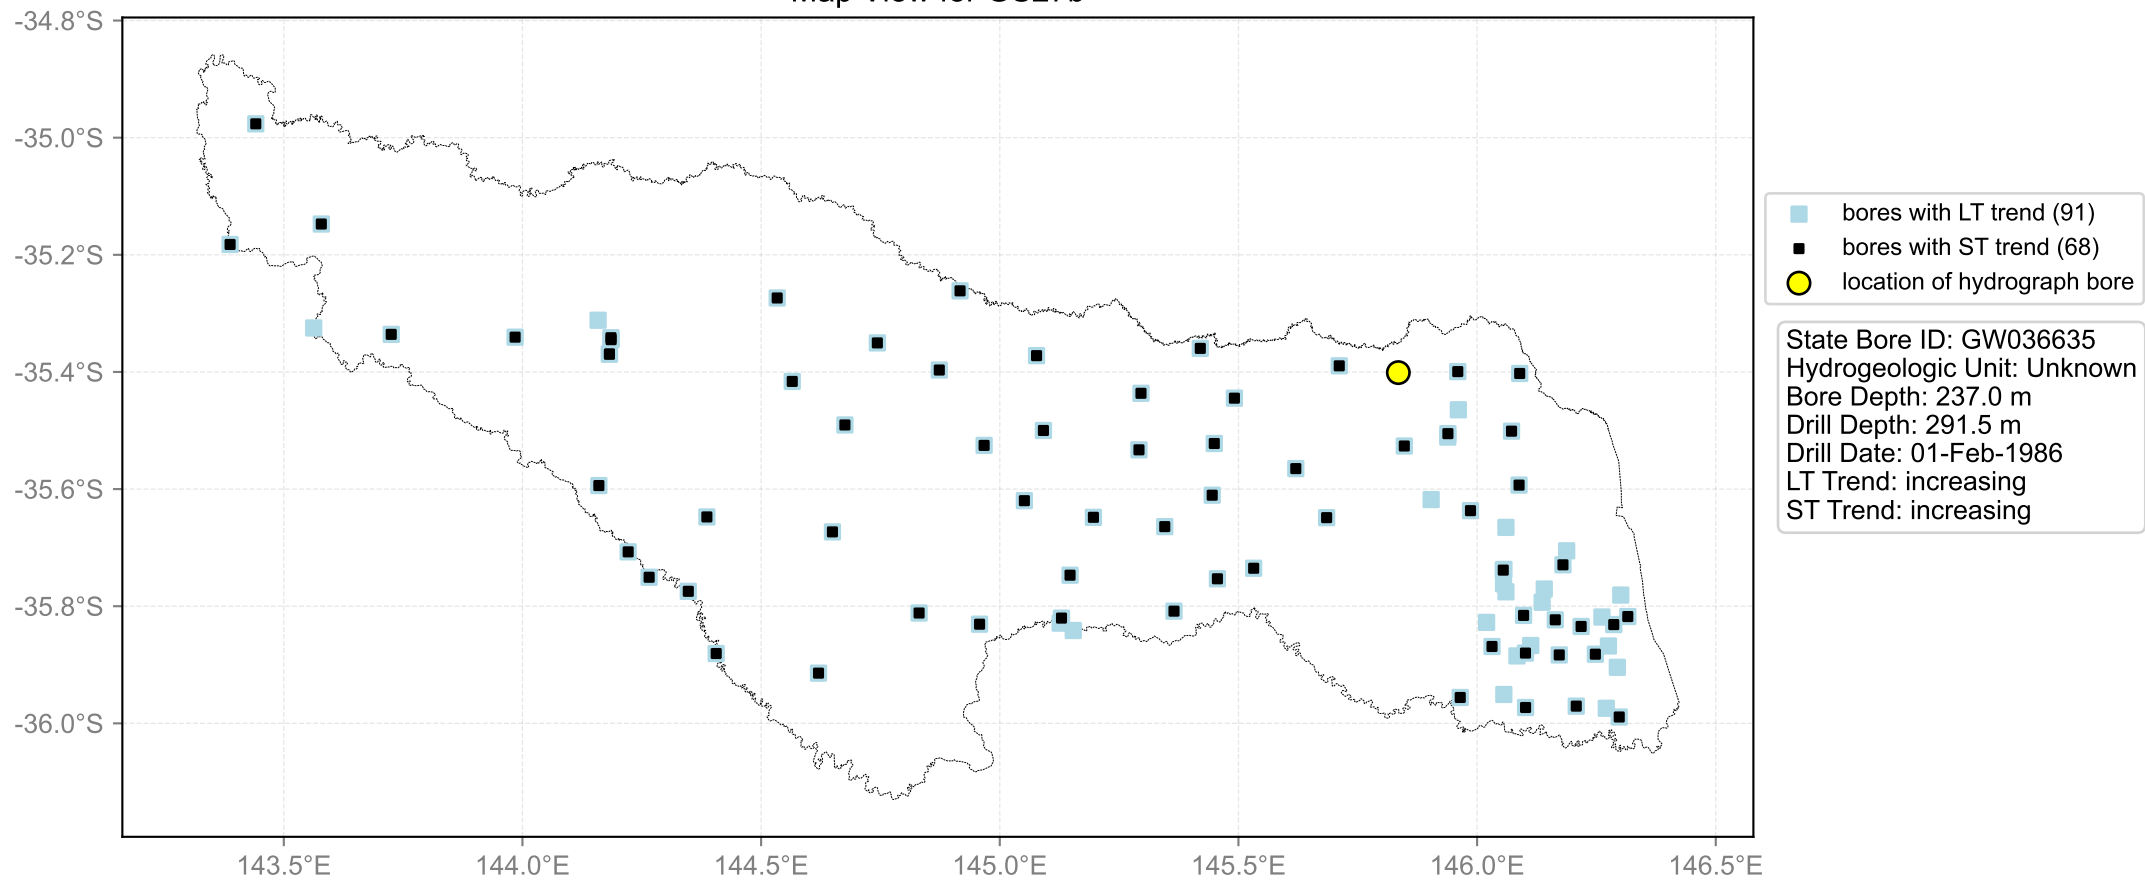 -34.8°S
-35.0°S
-35.2°S
-35.4°S
-35.6°S
-35.8°S
-36.0°S
143.5°E
144.0°E
144.5°E
145.0°E
145.5°E
146.0°E
146.5°E
bores with LT trend (91)
bores with ST trend (68)
location of hydrograph bore
State Bore ID: GW036635
Hydrogeologic Unit: Unknown
Bore Depth: 237.0 m
Drill Depth: 291.5 m
Drill Date: 01-Feb-1986
LT Trend: increasing
ST Trend: increasing